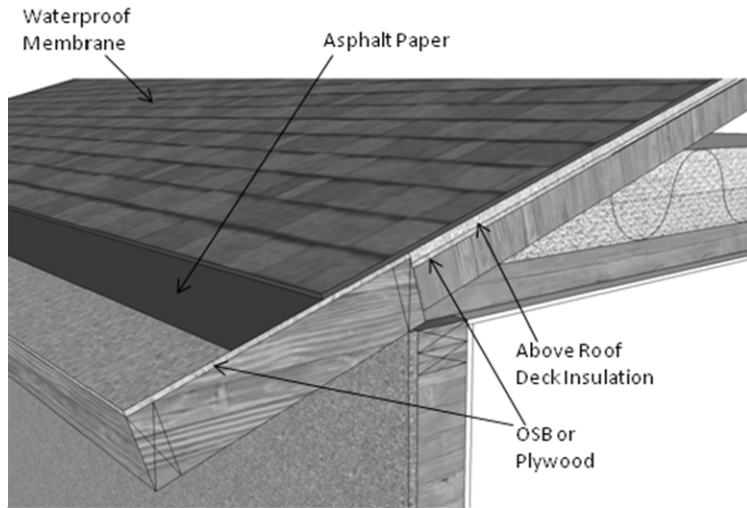 Waterproof
Membrane
Asphalt Paper
Above Roof
Deck Insulation
OSB or
Plywood